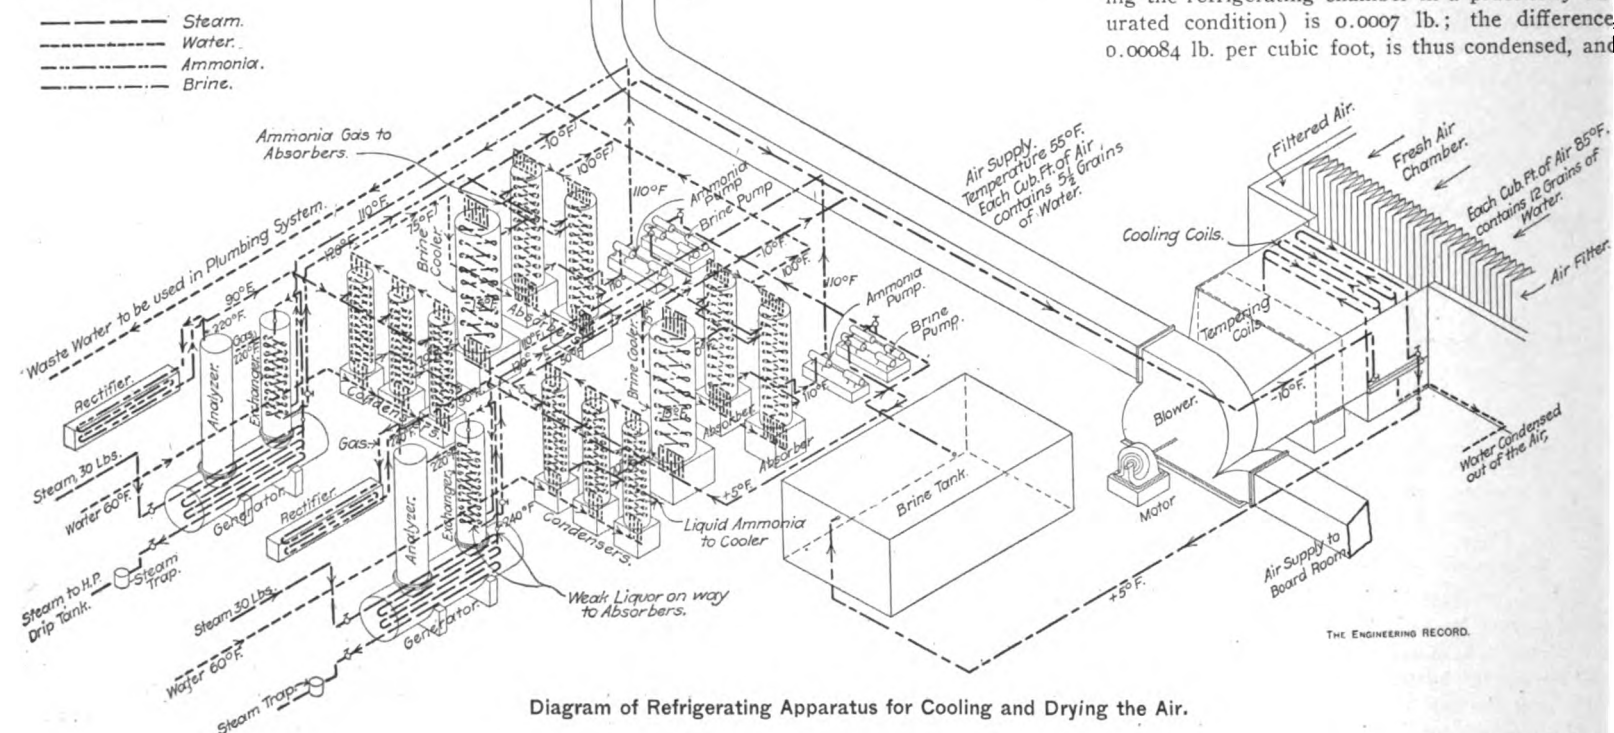 Steam.
Water.
Ammonia.
Brine.
urated condition) is 0.0007 lb.; the difference,
0.00084 lb. per cubic foot, is thus condensed, and
Ammonia Gas to
Absorbers.
-10°F.
100°F.
110°F
Ammonia
Pump
Brine Pump
Air Supply.
Temperature 55°F.
Each Cub. Ft. of Air
contains 5½ Grains
of Water.
Filtered Air.
Fresh Air
Chamber.
Each Cub. Ft. of Air 85°F.
contains 12 Grains of
Water.
Air Filter
Cooling Coils.
Tempering
Coils
Waste Water to be used in Plumbing System.
110°F.
120°F.
75°F.
Brine
Cooler.
-10°F.
100°F.
110°F
Ammonia
Pump.
Brine
Pump.
90°F.
220°F.
Gas
220°
Rectifier.
Analyzer.
Exchanger.
Absorber
110°F
Brine Cooler.
Condensers
Absorber
Absorber
110°F.
Blower.
-10°F.
Motor
Water Condensed
out of the Air,
Steam, 30 Lbs.
Water 60°F.
Generator.
Gas.
220°
Rectifier.
Analyzer.
Exchanger.
240°F
+5°F.
Condensers.
Liquid Ammonia
to Cooler
Brine Tank.
Air Supply to
Board Room.
Steam to H.P.
Drip Tank.
Steam
Trap.
Steam 30 Lbs.
Water 60°F.
Generator.
Weak Liquor on way
to Absorbers.
+5°F.
Steam Trap
The Engineering Record.
Diagram of Refrigerating Apparatus for Cooling and Drying the Air.